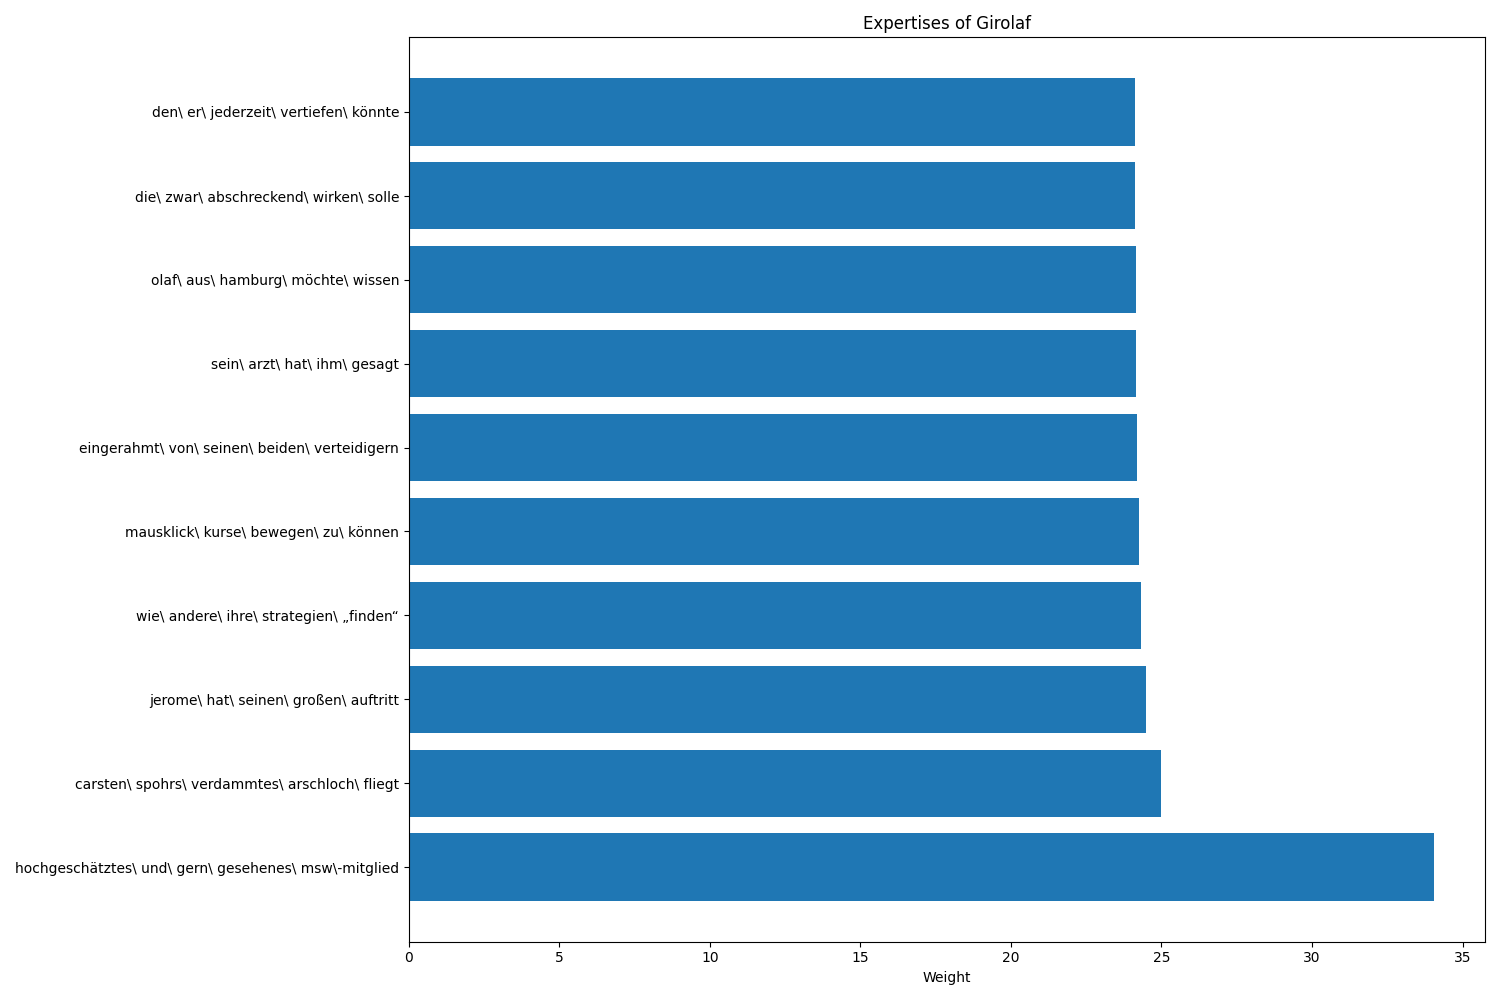 Expertises of Girolaf
den\ er\ jederzeit\ vertiefen\ könnte
die\ zwar\ abschreckend\ wirken\ solle
olaf\ aus\ hamburg\ möchte\ wissen
sein\ arzt\ hat\ ihm\ gesagt
eingerahmt\ von\ seinen\ beiden\ verteidigern
mausklick\ kurse\ bewegen\ zu\ können
wie\ andere\ ihre\ strategien\ „finden“
jerome\ hat\ seinen\ großen\ auftritt
carsten\ spohrs\ verdammtes\ arschloch\ fliegt
hochgeschätztes\ und\ gern\ gesehenes\ msw\-mitglied
0 5 10 15 20 25 30 35
Weight